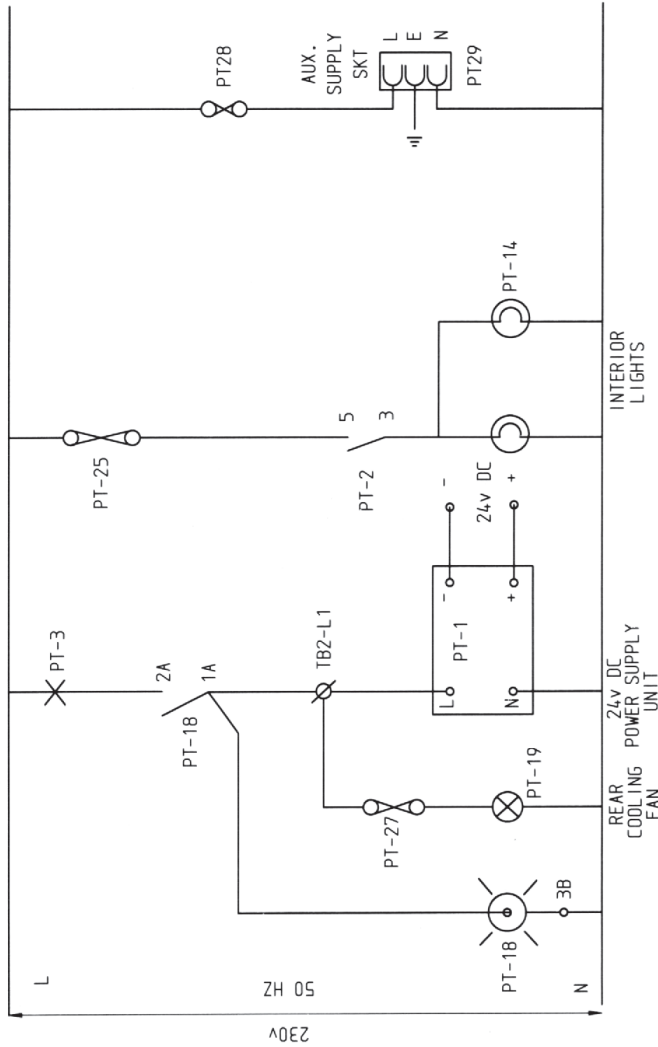 230v
50 HZ
L
N
PT-18
3B
PT-27
PT-19
REAR
COOLING
FAN
PT-3
2A
1A
PT-18
TB2-L1
L
N
PT-1
-
+
-
24v DC
+
24v DC
POWER SUPPLY
UNIT
PT-25
5
3
PT-2
PT-14
INTERIOR
LIGHTS
PT28
AUX.
SUPPLY
SKT
L
E
N
PT29